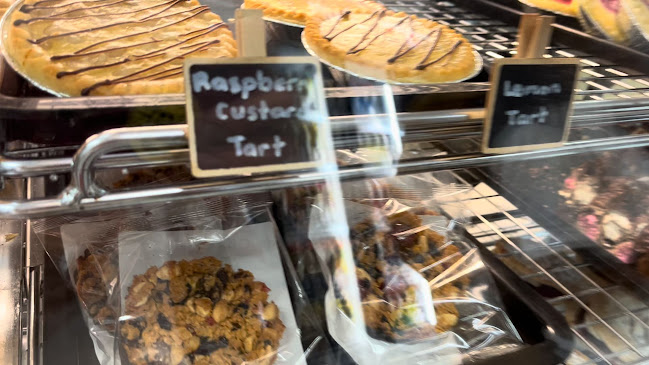 Raspberry
Custard
Tart
Lemon
Tart